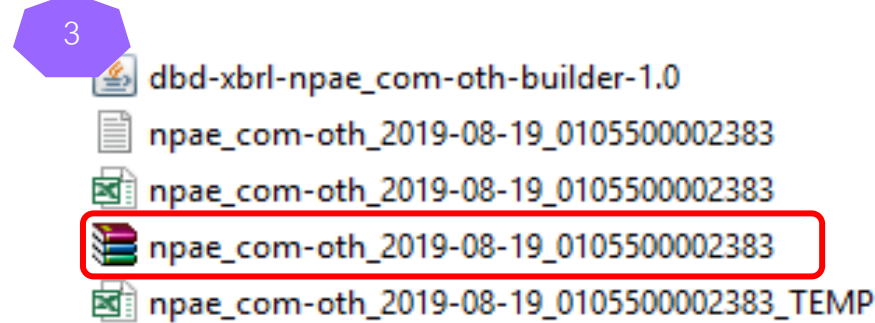 3
dbd-xbrl-npae_com-oth-builder-1.0
npae_com-oth_2019-08-19_0105500002383
npae_com-oth_2019-08-19_0105500002383
npae_com-oth_2019-08-19_0105500002383
npae_com-oth_2019-08-19_0105500002383_TEMP